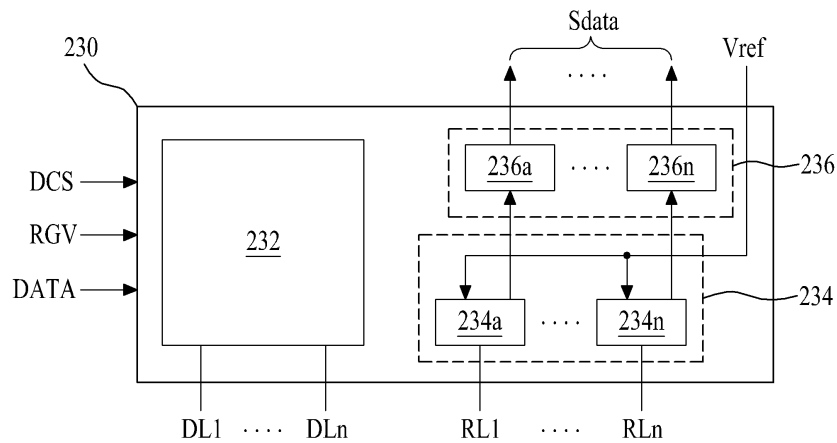 Sdata
230
Vref
....
236a .... 236n
236
DCS
RGV
232
DATA
234
234a .... 234n
DL1 .... DLn RL1 .... RLn